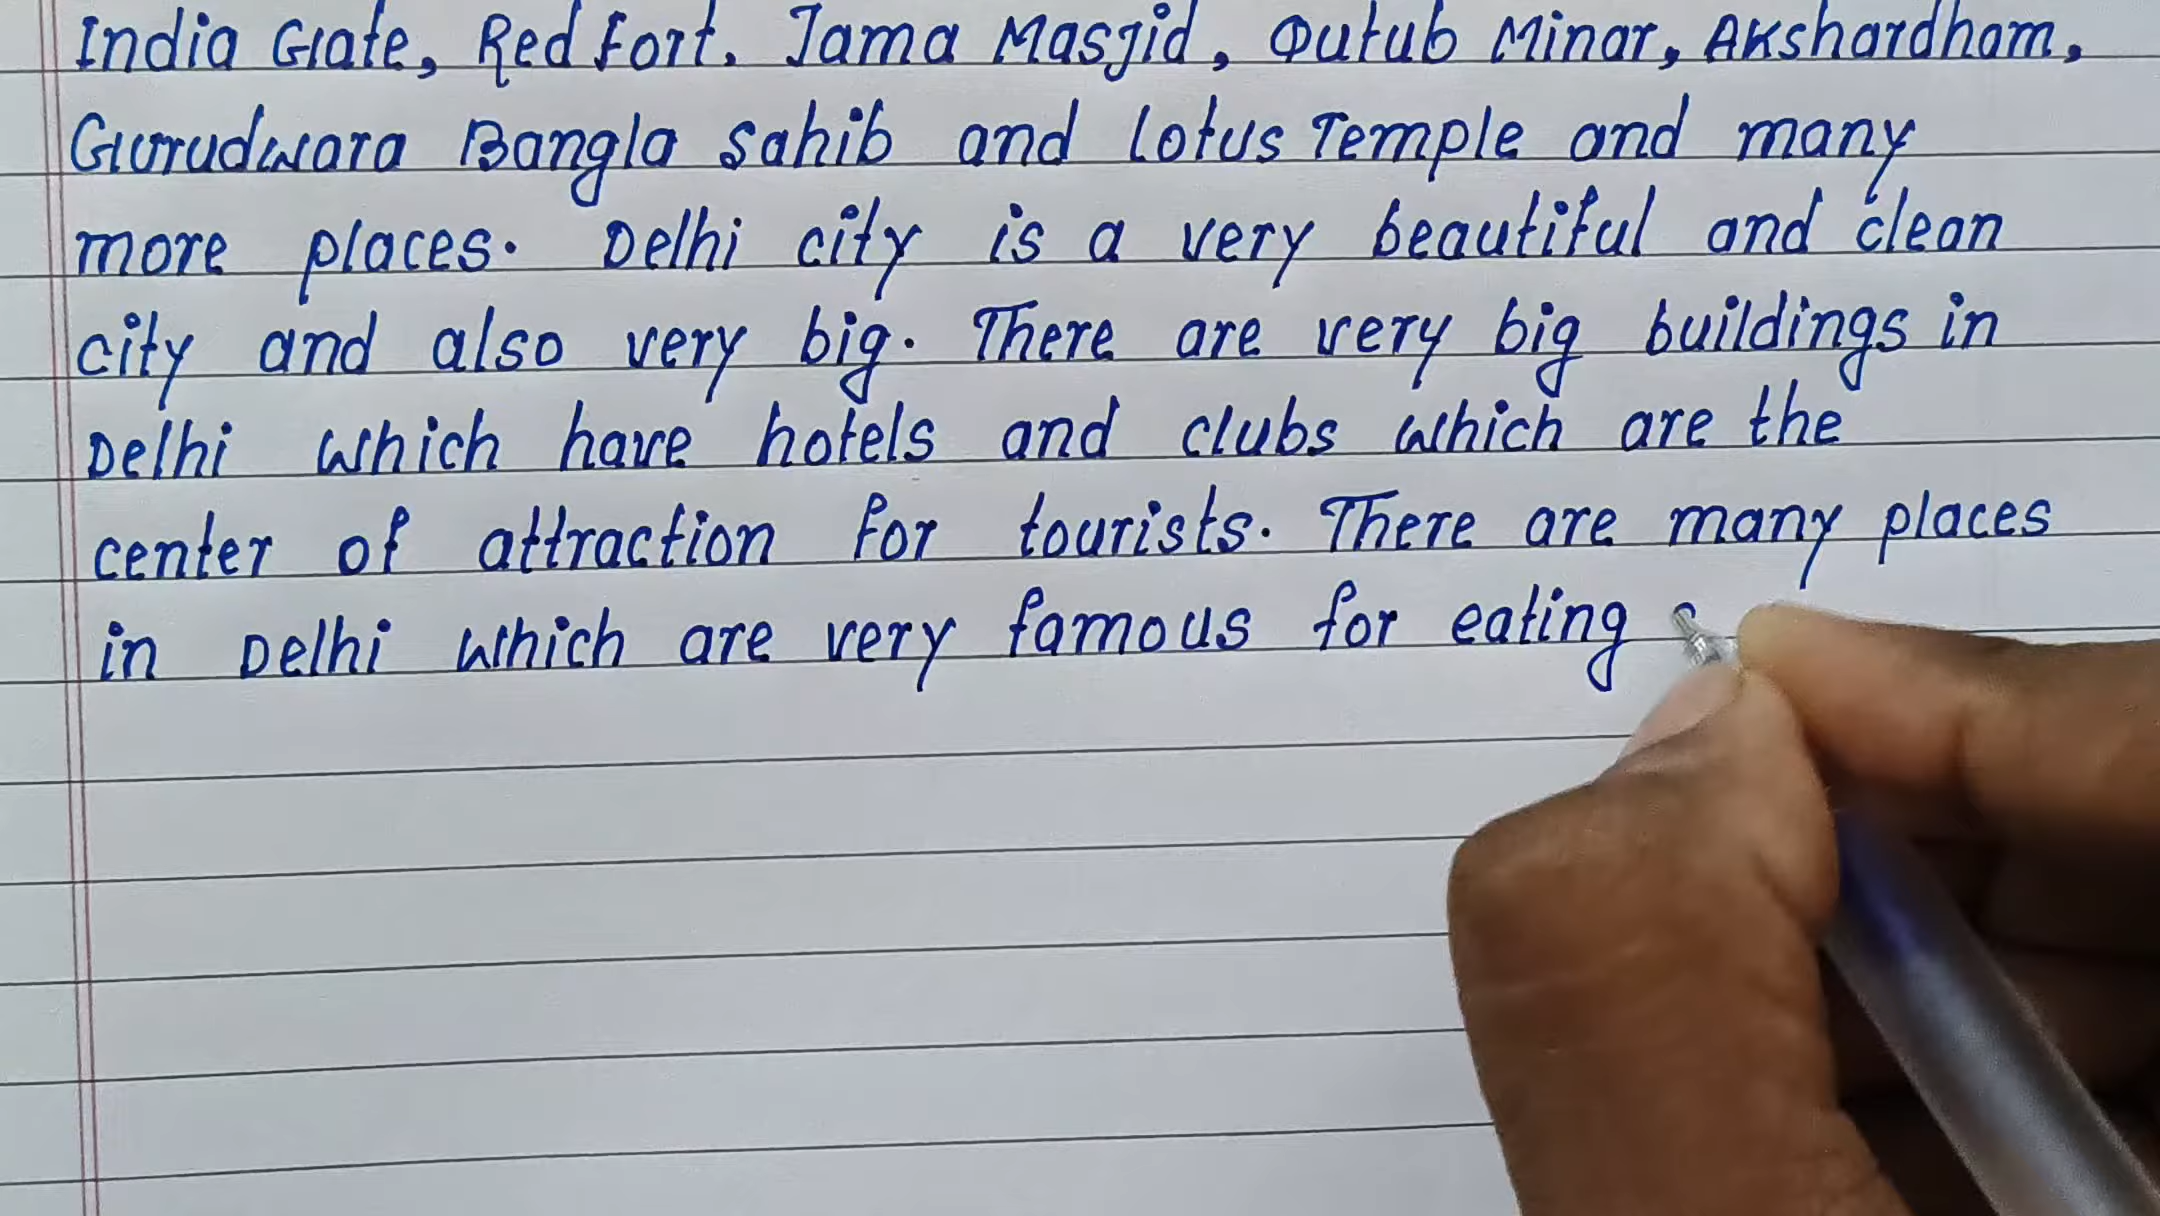 India Gate, Red Fort, Jama Masjid, Qutub Minar, Akshardham,
Gurudwara Bangla Sahib and Lotus Temple and many
more places. Delhi city is a very beautiful and clean
city and also very big. There are very big buildings in
Delhi which have hotels and clubs which are the
center of attraction for tourists. There are many places
in Delhi which are very famous for eating